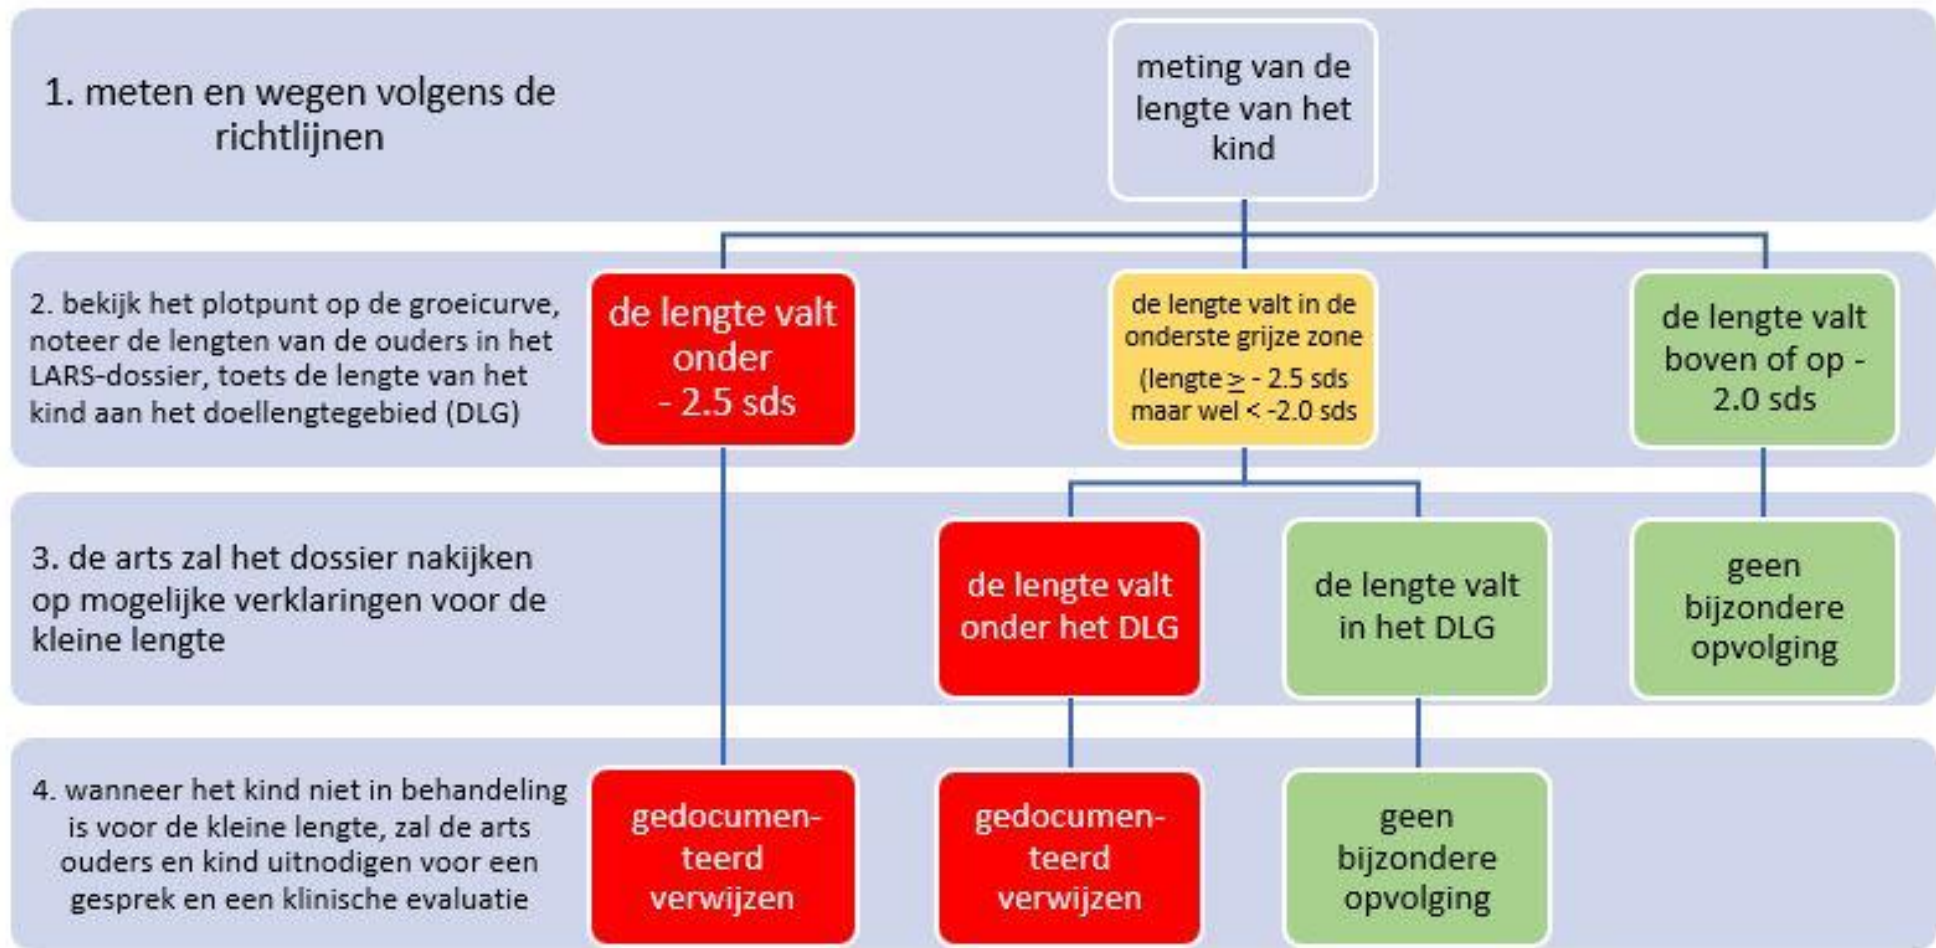 1. meten en wegen volgens de
richtlijnen
meting van de
lengte van het
kind
2. bekijk het plotpunt op de groeicurve,
noteer de lengten van de ouders in het
LARS-dossier, toets de lengte van het
kind aan het doellengtegebied (DLG)
de lengte valt
onder
- 2.5 sds
de lengte valt in de
onderste grijze zone
(lengte ≥ - 2.5 sds
maar wel < -2.0 sds
de lengte valt
boven of op -
2.0 sds
3. de arts zal het dossier nakijken
op mogelijke verklaringen voor de
kleine lengte
de lengte valt
onder het DLG
de lengte valt
in het DLG
geen
bijzondere
opvolging
4. wanneer het kind niet in behandeling
is voor de kleine lengte, zal de arts
ouders en kind uitnodigen voor een
gesprek en een klinische evaluatie
gedocumen-
teerd
verwijzen
gedocumen-
teerd
verwijzen
geen
bijzondere
opvolging